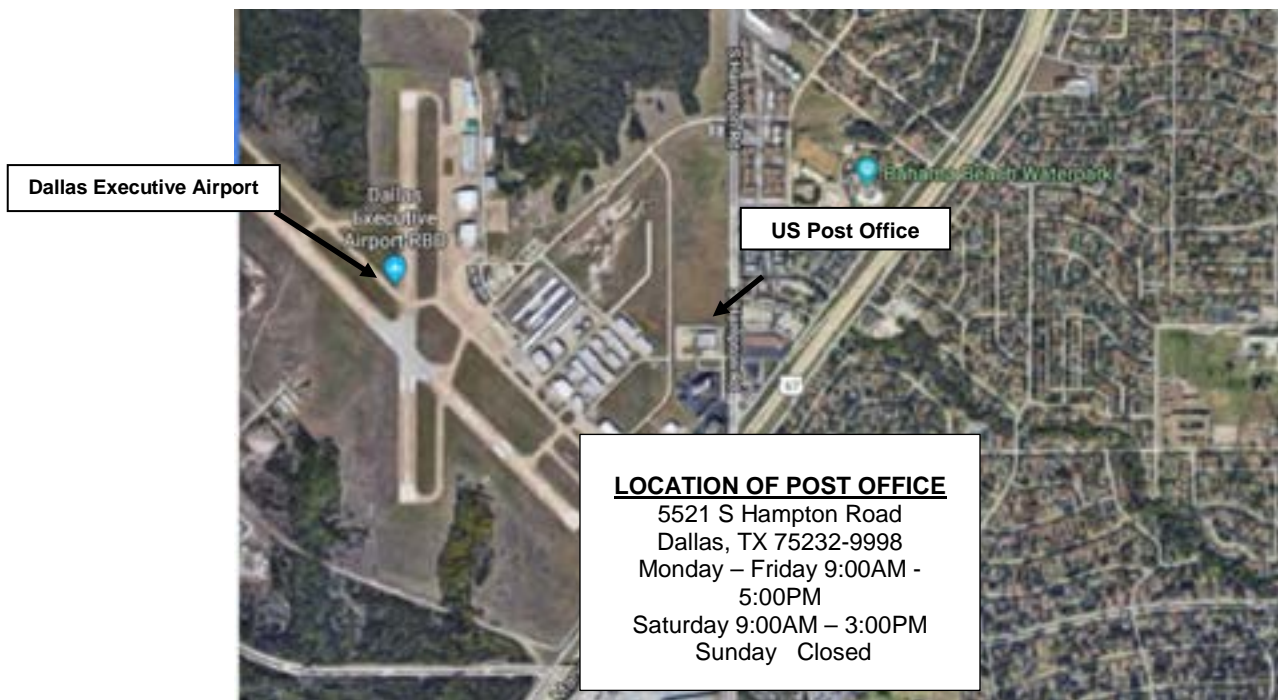 S Hampton Rd
Bahama Beach Waterpark
Dallas Executive Airport
Dallas
Executive
Airport RBD
US Post Office
67
LOCATION OF POST OFFICE
5521 S Hampton Road
Dallas, TX 75232-9998
Monday – Friday 9:00AM -
5:00PM
Saturday 9:00AM – 3:00PM
Sunday Closed